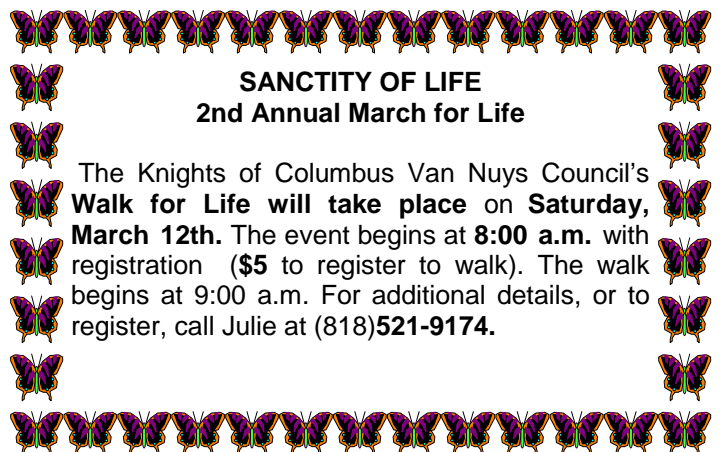 SANCTITY OF LIFE
2nd Annual March for Life
The Knights of Columbus Van Nuys Council’s
Walk for Life will take place on Saturday,
March 12th. The event begins at 8:00 a.m. with
registration ($5 to register to walk). The walk
begins at 9:00 a.m. For additional details, or to
register, call Julie at (818)521-9174.